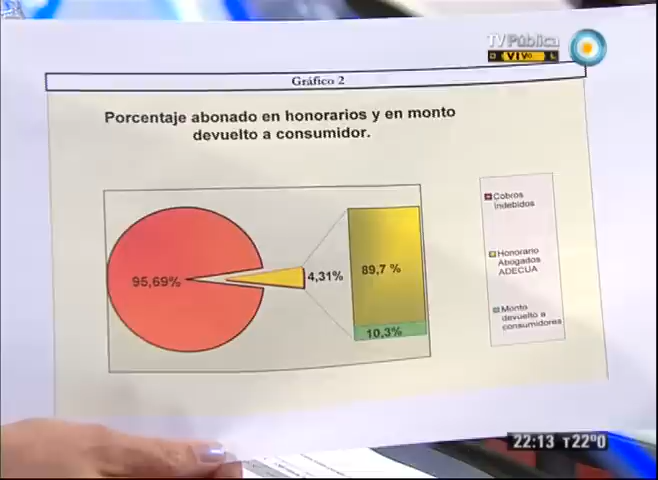 TV Pública
VIVO
Gráfico 2
Porcentaje abonado en honorarios y en monto
devuelto a consumidor.
95,69%
4,31%
89,7 %
10,3%
Cobros
indebidos
Honorario
Abogados
ADECUA
Monto
devuelto a
consumidores
22:13 T22º0